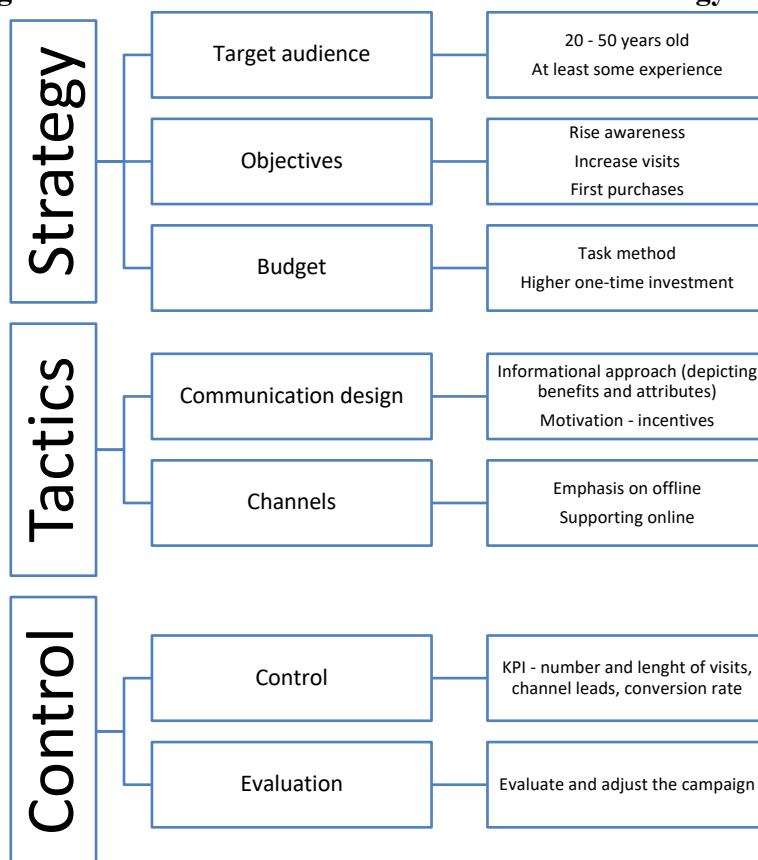 g gy
Strategy
Target audience
20 - 50 years old
At least some experience
Objectives
Rise awareness
Increase visits
First purchases
Budget
Task method
Higher one-time investment
Tactics
Communication design
Informational approach (depicting
benefits and attributes)
Motivation - incentives
Channels
Emphasis on offline
Supporting online
Control
Control
KPI - number and lenght of visits,
channel leads, conversion rate
Evaluation
Evaluate and adjust the campaign